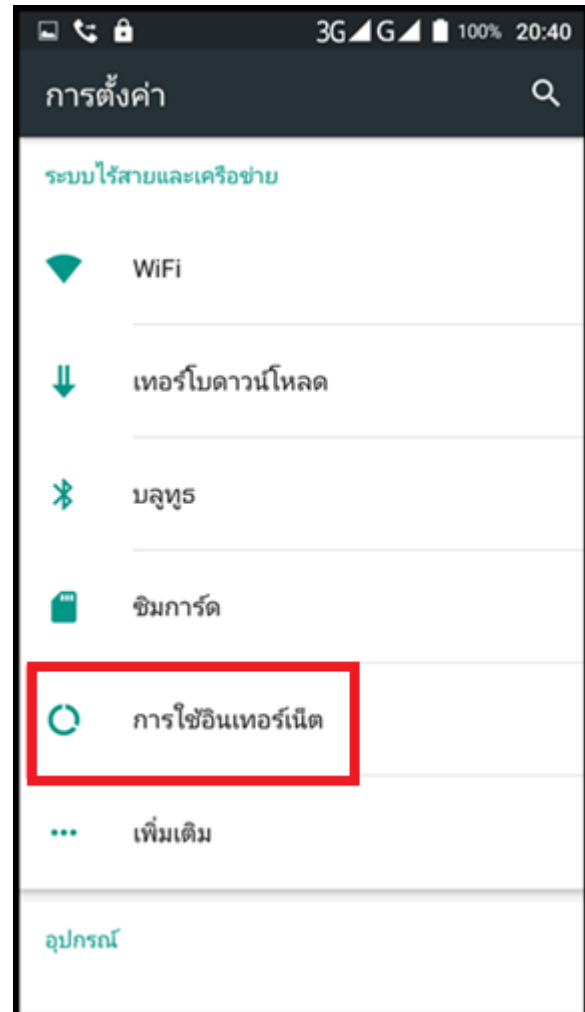 3G G 100% 20:40
การตั้งค่า
ระบบไร้สายและเครือข่าย
WiFi
เทอร์โบดาวน์โหลด
บลูทูธ
ซิมการ์ด
การใช้อินเทอร์เน็ต
เพิ่มเติม
อุปกรณ์